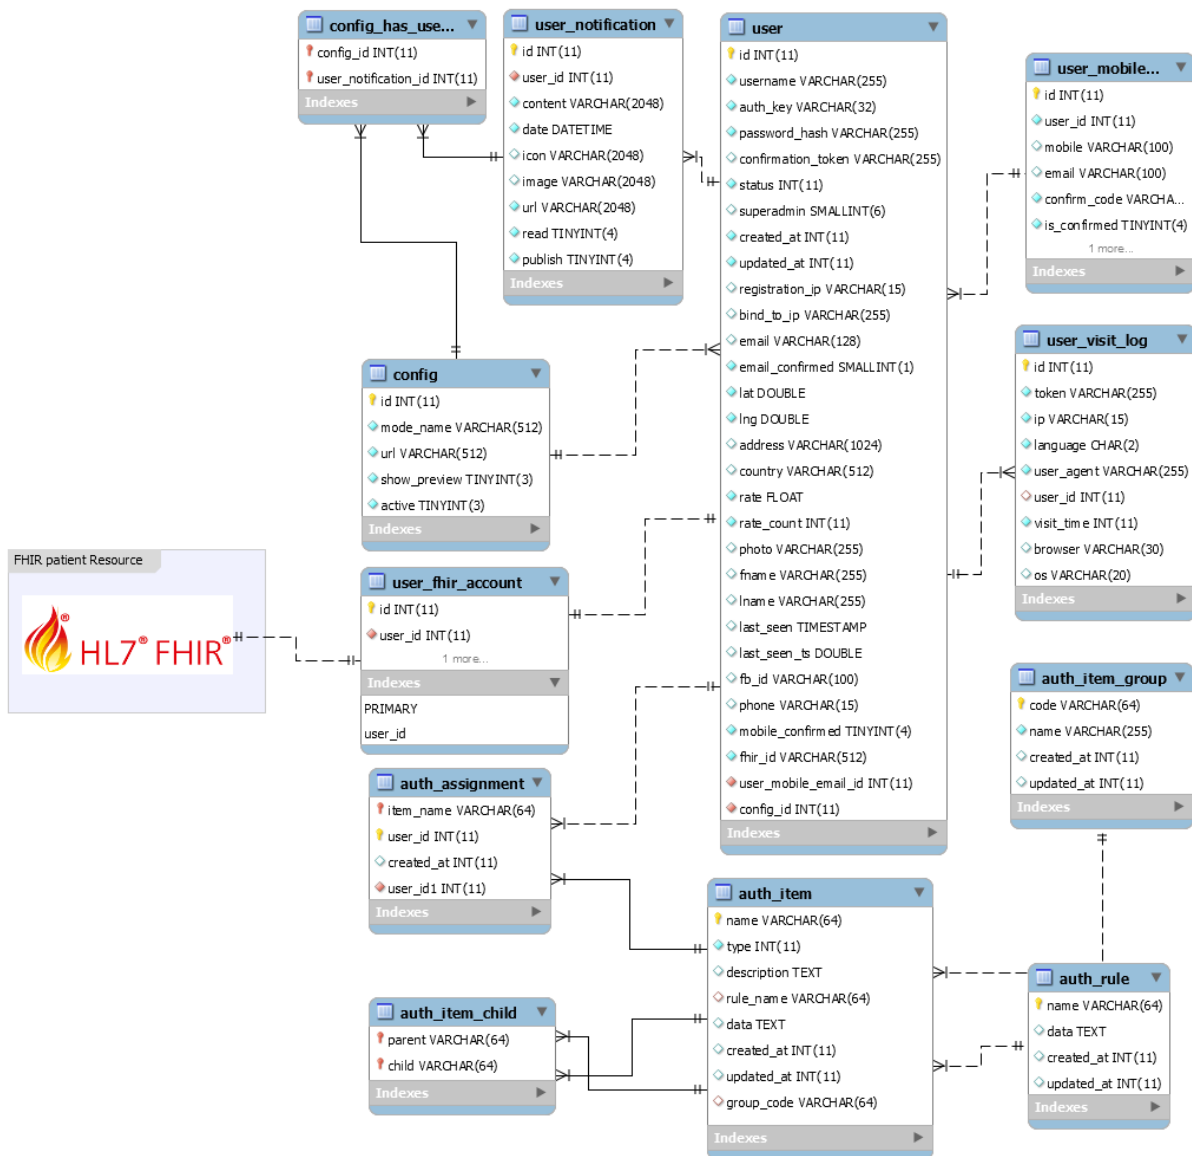 config_has_use...
config_id INT(11)
user_notification_id INT(11)
Indexes
user_notification
id INT(11)
user_id INT(11)
content VARCHAR(2048)
date DATETIME
icon VARCHAR(2048)
image VARCHAR(2048)
url VARCHAR(2048)
read TINYINT(4)
publish TINYINT(4)
Indexes
user
id INT(11)
username VARCHAR(255)
auth_key VARCHAR(32)
password_hash VARCHAR(255)
confirmation_token VARCHAR(255)
status INT(11)
superadmin SMALLINT(6)
created_at INT(11)
updated_at INT(11)
registration_ip VARCHAR(15)
bind_to_ip VARCHAR(255)
email VARCHAR(128)
email_confirmed SMALLINT(1)
lat DOUBLE
lng DOUBLE
address VARCHAR(1024)
country VARCHAR(512)
rate FLOAT
rate_count INT(11)
photo VARCHAR(255)
fname VARCHAR(255)
lname VARCHAR(255)
last_seen TIMESTAMP
last_seen_ts DOUBLE
fb_id VARCHAR(100)
phone VARCHAR(15)
mobile_confirmed TINYINT(4)
fhir_id VARCHAR(512)
user_mobile_email_id INT(11)
config_id INT(11)
Indexes
user_mobile...
id INT(11)
user_id INT(11)
mobile VARCHAR(100)
email VARCHAR(100)
confirm_code VARCHA...
is_confirmed TINYINT(4)
1 more...
Indexes
user_visit_log
id INT(11)
token VARCHAR(255)
ip VARCHAR(15)
language CHAR(2)
user_agent VARCHAR(255)
user_id INT(11)
visit_time INT(11)
browser VARCHAR(30)
os VARCHAR(20)
Indexes
config
id INT(11)
mode_name VARCHAR(512)
url VARCHAR(512)
show_preview TINYINT(3)
active TINYINT(3)
Indexes
FHIR patient Resource
HL7® FHIR®
®
user_fhir_account
id INT(11)
user_id INT(11)
1 more...
Indexes
PRIMARY
user_id
auth_item_group
code VARCHAR(64)
name VARCHAR(255)
created_at INT(11)
updated_at INT(11)
Indexes
auth_assignment
item_name VARCHAR(64)
user_id INT(11)
created_at INT(11)
user_id1 INT(11)
Indexes
auth_item
name VARCHAR(64)
type INT(11)
description TEXT
rule_name VARCHAR(64)
data TEXT
created_at INT(11)
updated_at INT(11)
group_code VARCHAR(64)
Indexes
auth_rule
name VARCHAR(64)
data TEXT
created_at INT(11)
updated_at INT(11)
Indexes
auth_item_child
parent VARCHAR(64)
child VARCHAR(64)
Indexes